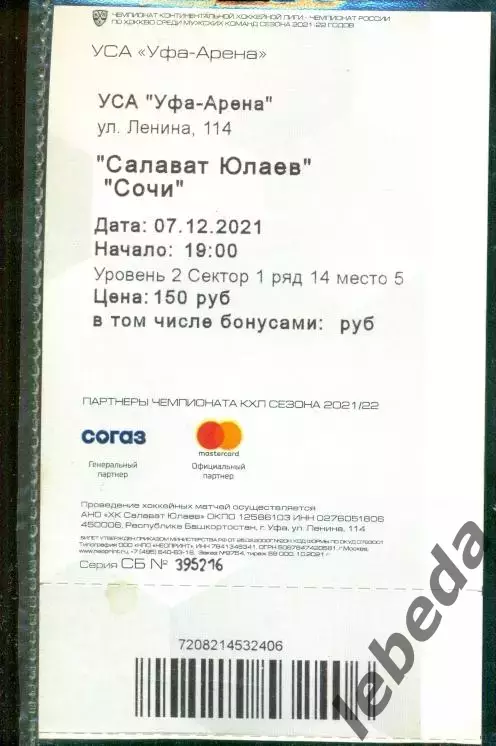 ЧЕМПИОНАТ КОНТИНЕНТАЛЬНОЙ ХОККЕЙНОЙ ЛИГИ - ЧЕМПИОНАТ РОССИИ
ПО ХОККЕЮ СРЕДИ МУЖСКИХ КОМАНД СЕЗОНА 2021-22 ГОДОВ
УСА «Уфа-Арена»
УСА "Уфа-Арена"
ул. Ленина, 114
"Салават Юлаев"
"Сочи"
Дата: 07.12.2021
Начало: 19:00
Уровень 2 Сектор 1 ряд 14 место 5
Цена: 150 руб
в том числе бонусами: руб
ПАРТНЕРЫ ЧЕМПИОНАТА КХЛ СЕЗОНА 2021/22
согаз mastercard
Генеральный партнер
Официальный партнер
Проведение хоккейных матчей осуществляется
АНО «ХК Салават Юлаев» ОКПО 12586103 ИНН 0276051806
450006, Республика Башкортостан, г. Уфа, ул. Ленина, 114
Серия СБ № 395216
7208214532406
lebeda